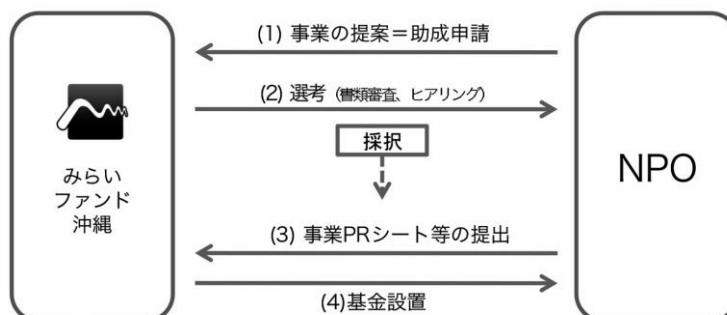 (1) 事業の提案＝助成申請
(2) 選考（書類審査、ヒアリング）
採択
みらい
ファンド
沖縄
NPO
(3) 事業PRシート等の提出
(4)基金設置